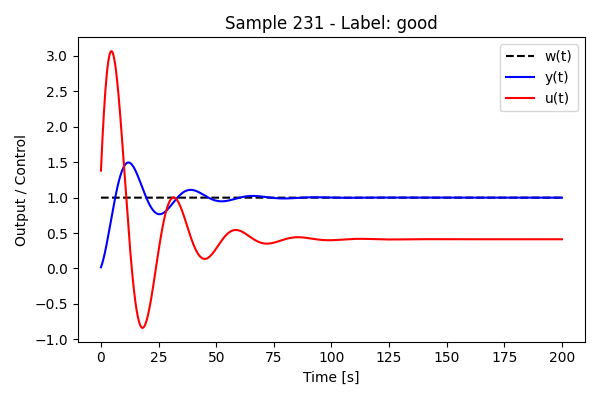 Sample 231 - Label: good
w(t)
y(t)
u(t)
Output / Control
3.0
2.5
2.0
1.5
1.0
0.5
0.0
−0.5
−1.0
0 25 50 75 100 125 150 175 200
Time [s]